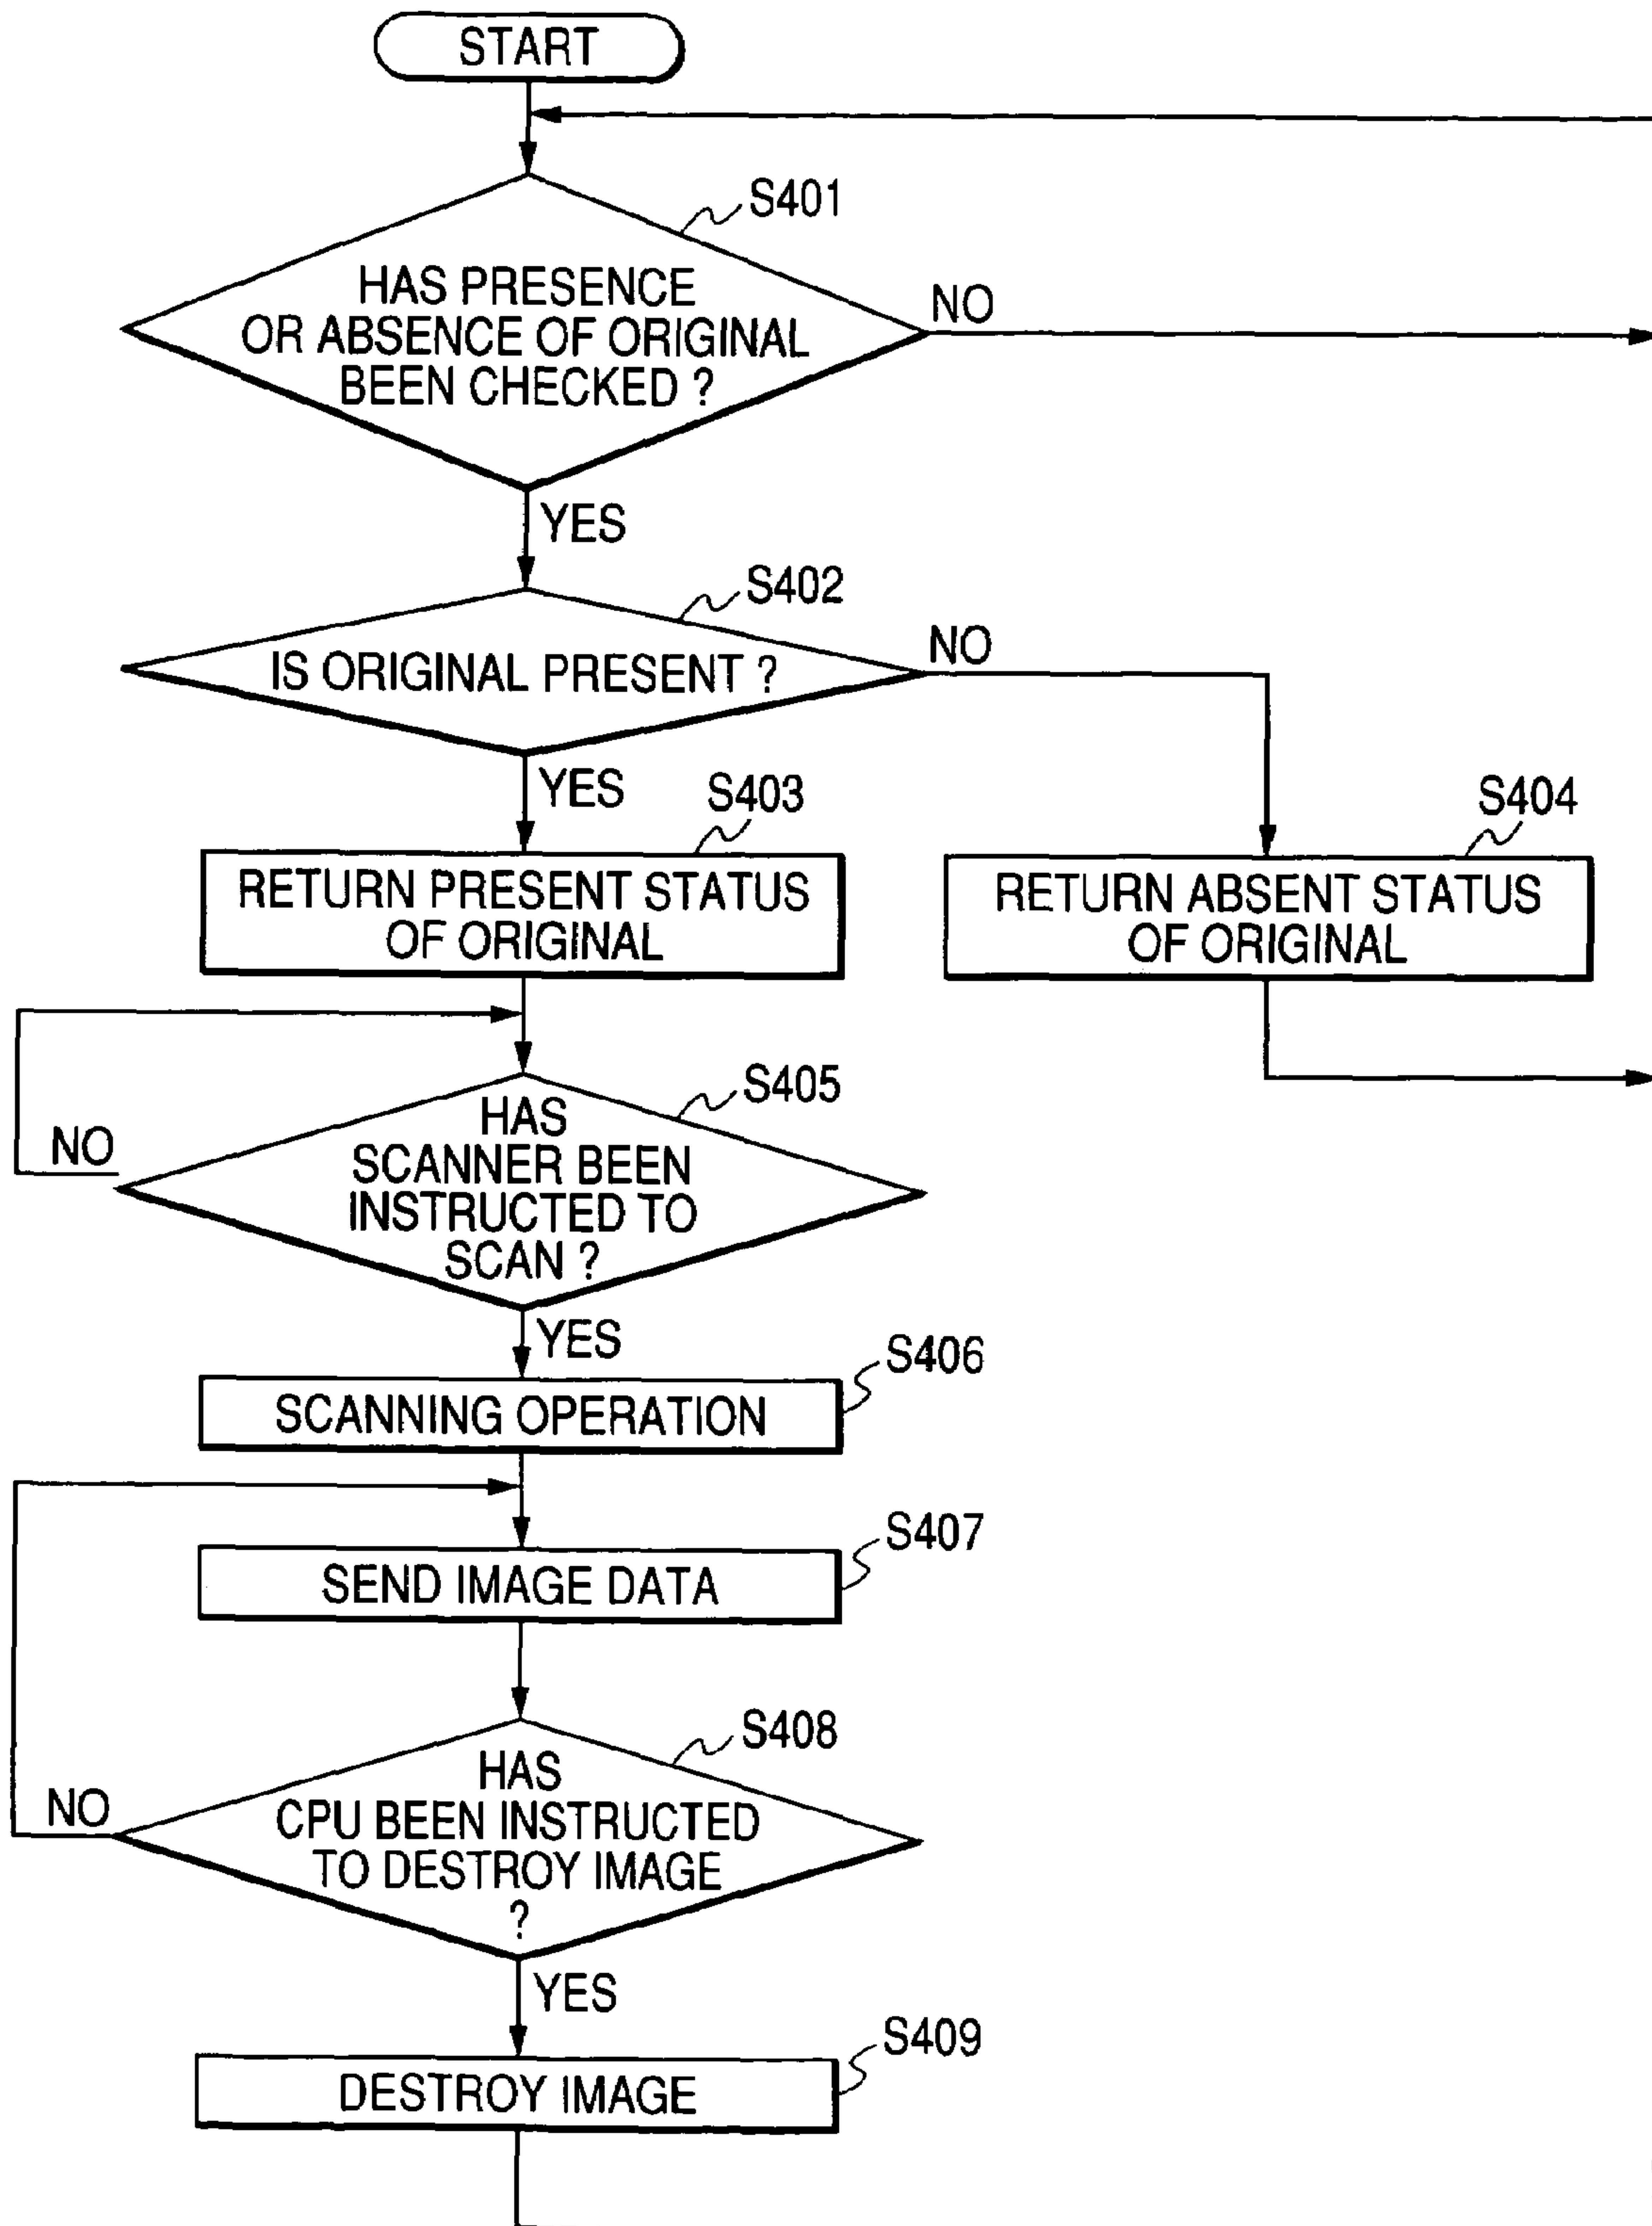 START
S401
HAS PRESENCE
OR ABSENCE OF ORIGINAL
BEEN CHECKED ?
NO
YES
S402
IS ORIGINAL PRESENT ?
NO
YES
S403
RETURN PRESENT STATUS
OF ORIGINAL
S404
RETURN ABSENT STATUS
OF ORIGINAL
S405
HAS
SCANNER BEEN
INSTRUCTED TO
SCAN ?
NO
YES
S406
SCANNING OPERATION
S407
SEND IMAGE DATA
S408
HAS
CPU BEEN INSTRUCTED
TO DESTROY IMAGE
?
NO
YES
S409
DESTROY IMAGE